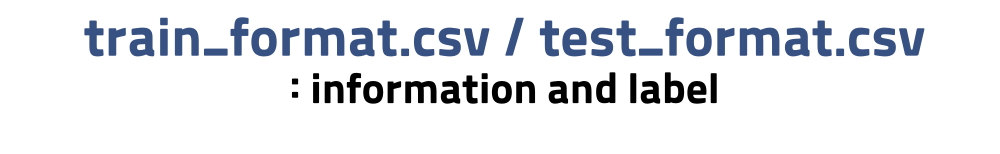 train_format.csv / test_format.csv
: information and label